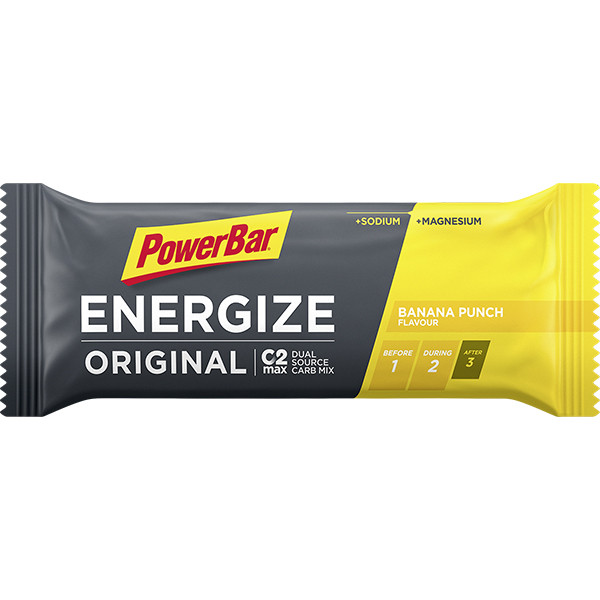 +SODIUM +MAGNESIUM
PowerBar
ENERGIZE
ORIGINAL
C2
max
DUAL
SOURCE
CARB MIX
BANANA PUNCH
FLAVOUR
BEFORE
1
DURING
2
AFTER
3